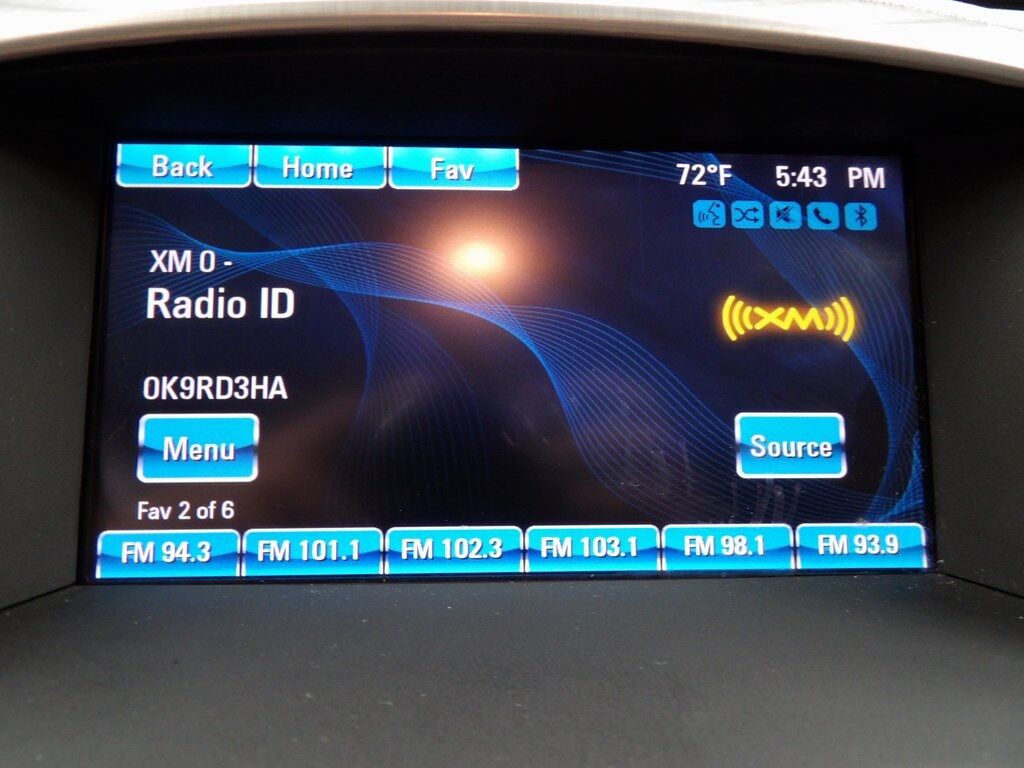 Back Home Fav 72°F 5:43 PM
XM 0 -
Radio ID
XM
0K9RD3HA
Menu Source
Fav 2 of 6
FM 94.3 FM 101.1 FM 102.3 FM 103.1 FM 98.1 FM 93.9